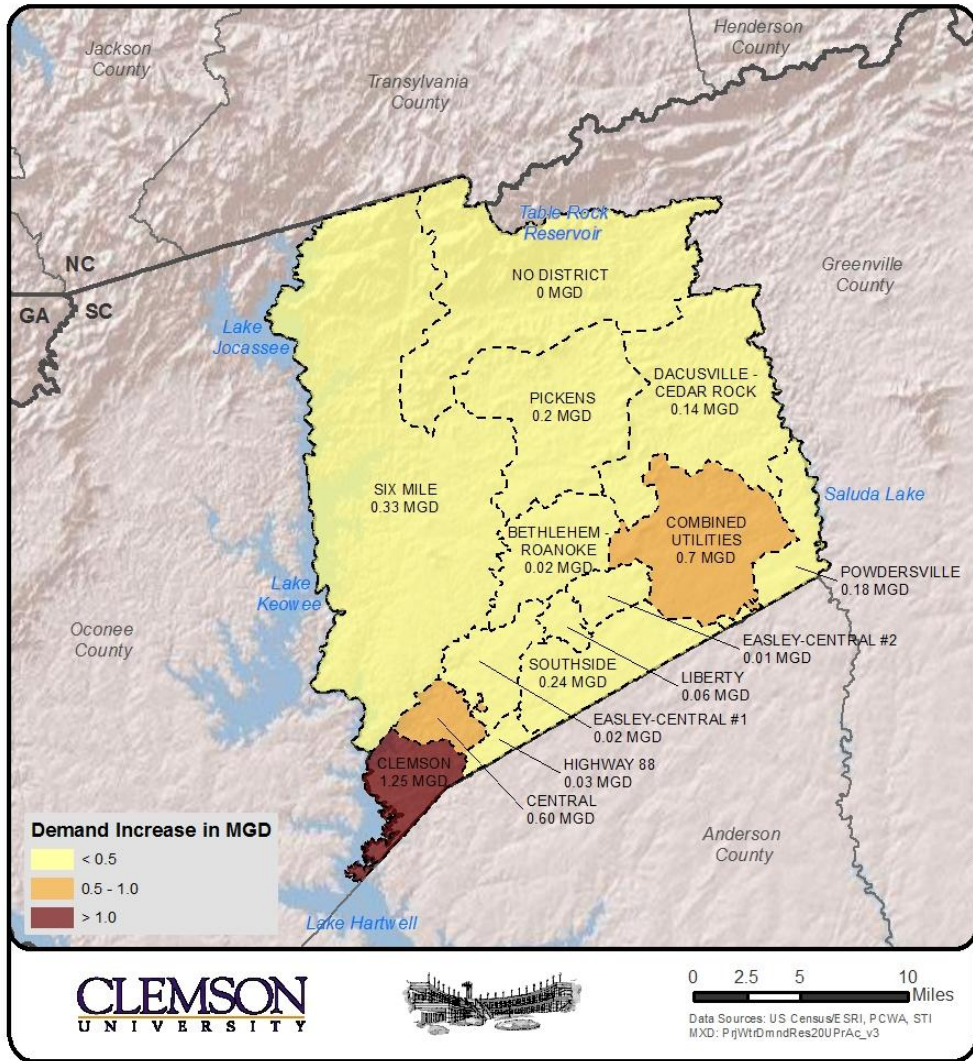 Jackson
County
Henderson
County
Transylvania
County
Table Rock
Reservoir
NC
GA
SC
Greenville
County
NO DISTRICT
0 MGD
Lake
Jocassee
DACUSVILLE -
CEDAR ROCK
0.14 MGD
PICKENS
0.2 MGD
SIX MILE
0.33 MGD
Saluda Lake
BETHLEHEM -
ROANOKE
0.02 MGD
COMBINED
UTILITIES
0.7 MGD
POWDERSVILLE
0.18 MGD
Lake
Keowee
Oconee
County
EASLEY-CENTRAL #2
0.01 MGD
SOUTHSIDE
0.24 MGD
LIBERTY
0.06 MGD
EASLEY-CENTRAL #1
0.02 MGD
HIGHWAY 88
0.03 MGD
CLEMSON
1.25 MGD
CENTRAL
0.60 MGD
Anderson
County
Demand Increase in MGD
< 0.5
0.5 - 1.0
> 1.0
Lake Hartwell
CLEMSON
UNIVERSITY
0 2.5 5 10
Miles
Data Sources: US Census/ESRI, PCWA, STI
MXD: PrjWtrDmndRes20UPrAc_v3